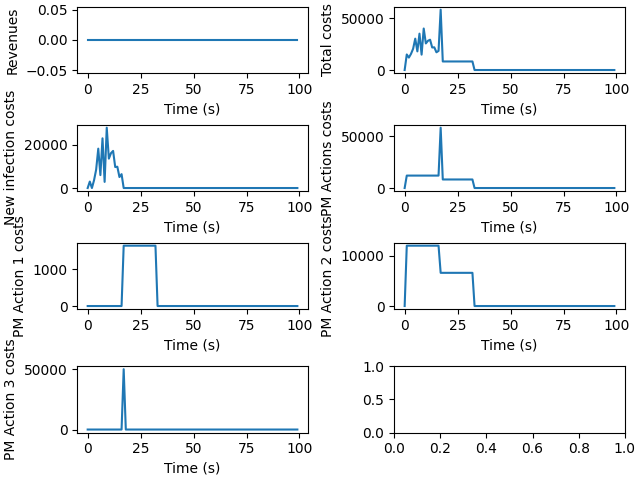 Revenues
0.05
0.00
−0.05
0 25 50 75 100
Time (s)
Total costs
50000
0
0 25 50 75 100
Time (s)
New infection costs
20000
0
0 25 50 75 100
Time (s)
PM Actions costs
50000
0
0 25 50 75 100
Time (s)
PM Action 1 costs
1000
0
0 25 50 75 100
Time (s)
PM Action 2 costs
10000
0
0 25 50 75 100
Time (s)
PM Action 3 costs
50000
0
0 25 50 75 100
Time (s)
1.0
0.5
0.0
0.0 0.2 0.4 0.6 0.8 1.0